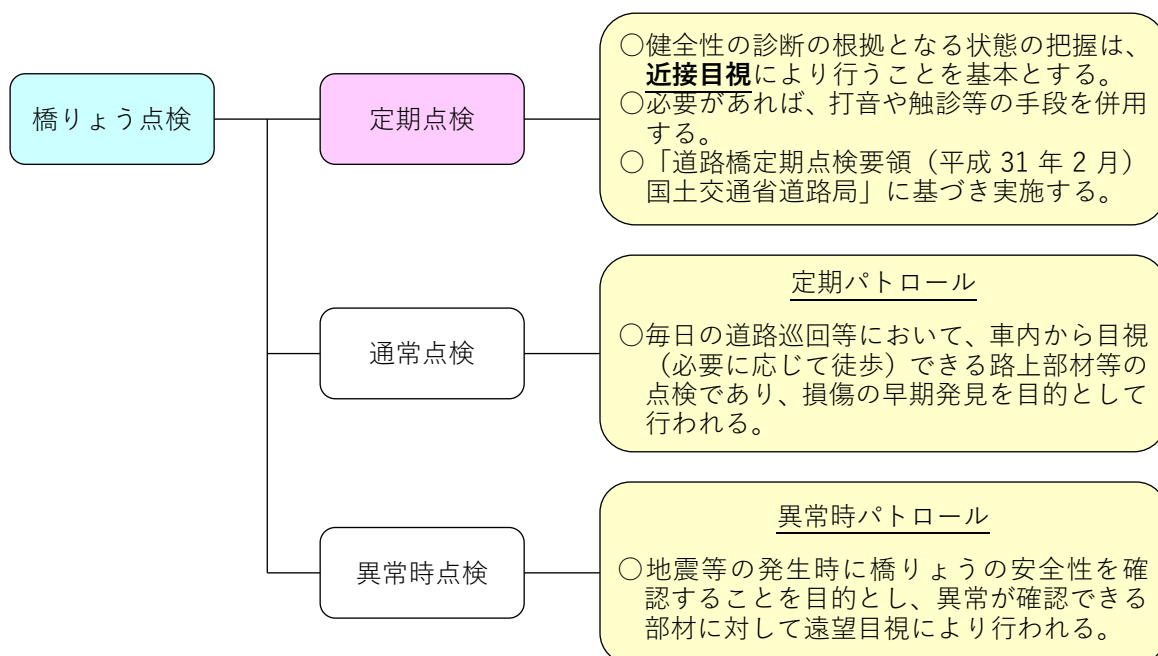 橋りょう点検
定期点検
○健全性の診断の根拠となる状態の把握は、
近接目視により行うことを基本とする。
○必要があれば、打音や触診等の手段を併用
する。
○「道路橋定期点検要領（平成 31 年 2 月）
国土交通省道路局」に基づき実施する。
通常点検
定期パトロール
○毎日の道路巡回等において、車内から目視
（必要に応じて徒歩）できる路上部材等の
点検であり、損傷の早期発見を目的として
行われる。
異常時点検
異常時パトロール
○地震等の発生時に橋りょうの安全性を確
認することを目的とし、異常が確認できる
部材に対して遠望目視により行われる。